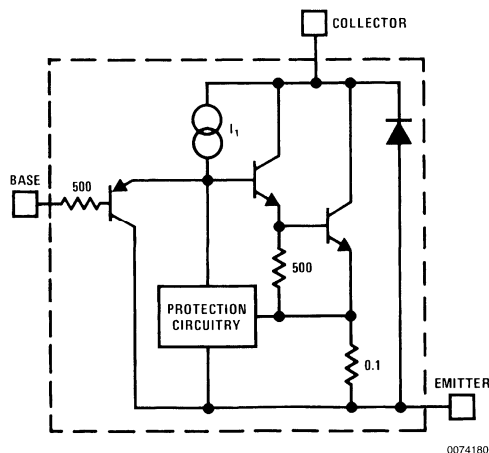 COLLECTOR
I₁
BASE
500
500
PROTECTION
CIRCUITRY
0.1
EMITTER
0074180